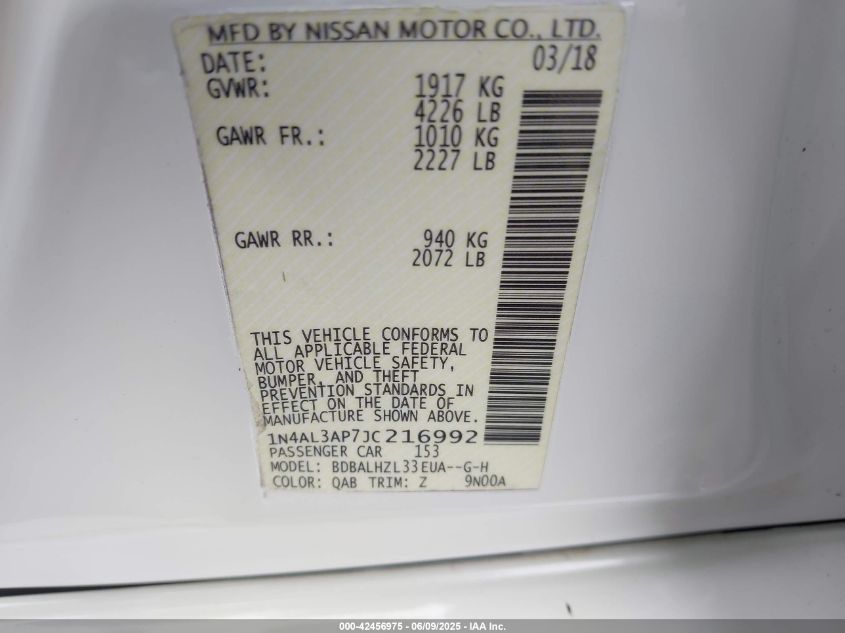 MFD BY NISSAN MOTOR CO., LTD.
DATE: 03/18
GVWR: 1917 KG
4226 LB
GAWR FR.: 1010 KG
2227 LB
GAWR RR.: 940 KG
2072 LB
THIS VEHICLE CONFORMS TO
ALL APPLICABLE FEDERAL
MOTOR VEHICLE SAFETY,
BUMPER, AND THEFT
PREVENTION STANDARDS IN
EFFECT ON THE DATE OF
MANUFACTURE SHOWN ABOVE.
1N4AL3AP7JC216992
PASSENGER CAR 153
MODEL: BDBALHZL33EUA--G-H
COLOR: QAB TRIM: Z 9N00A
000-42456975 - 06/09/2025 - IAA Inc.